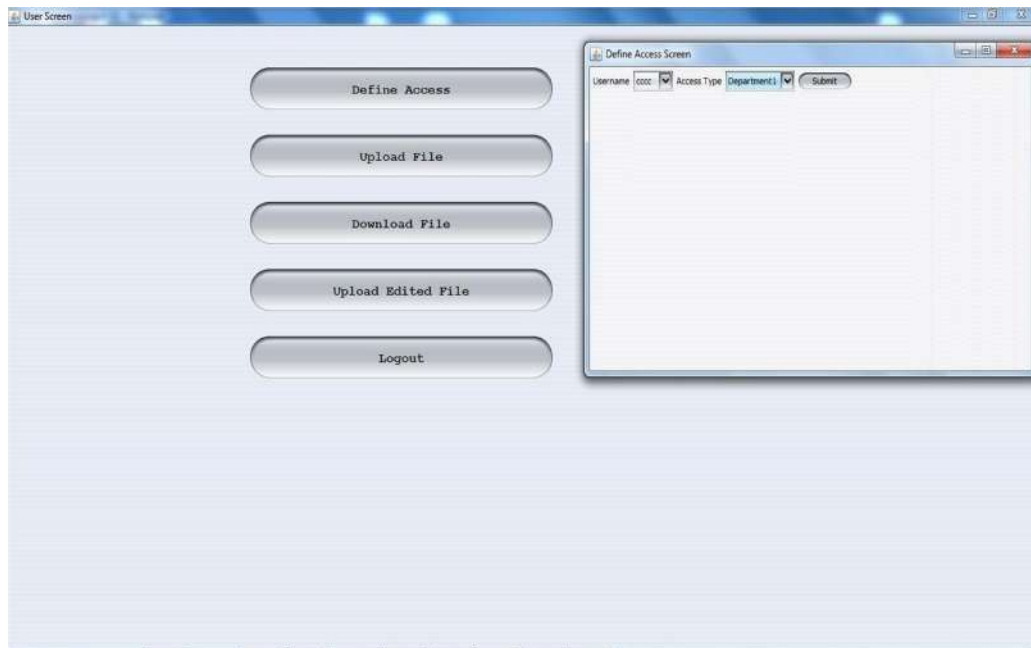 User Screen
Define Access
Upload File
Download File
Upload Edited File
Logout
Define Access Screen
Username cccc Access Type Department1 Submit